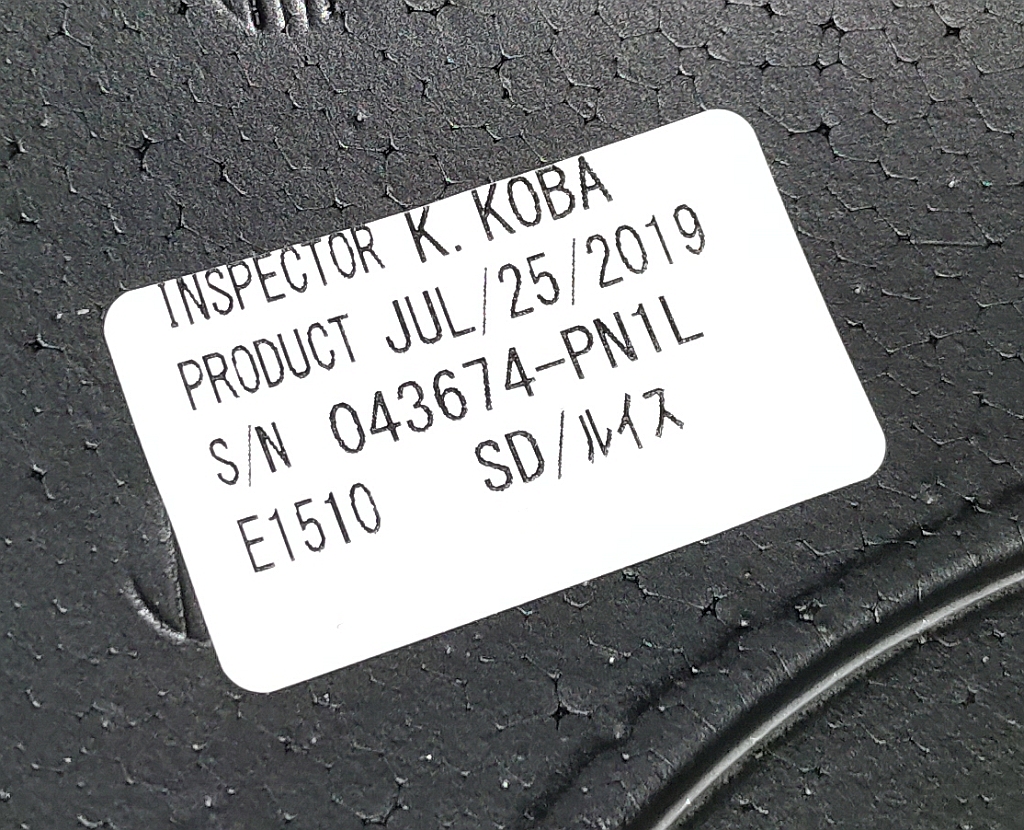 INSPECTOR K. KOBA
PRODUCT JUL/25/2019
S/N 043674-PN1L
E1510 SD/ルイス